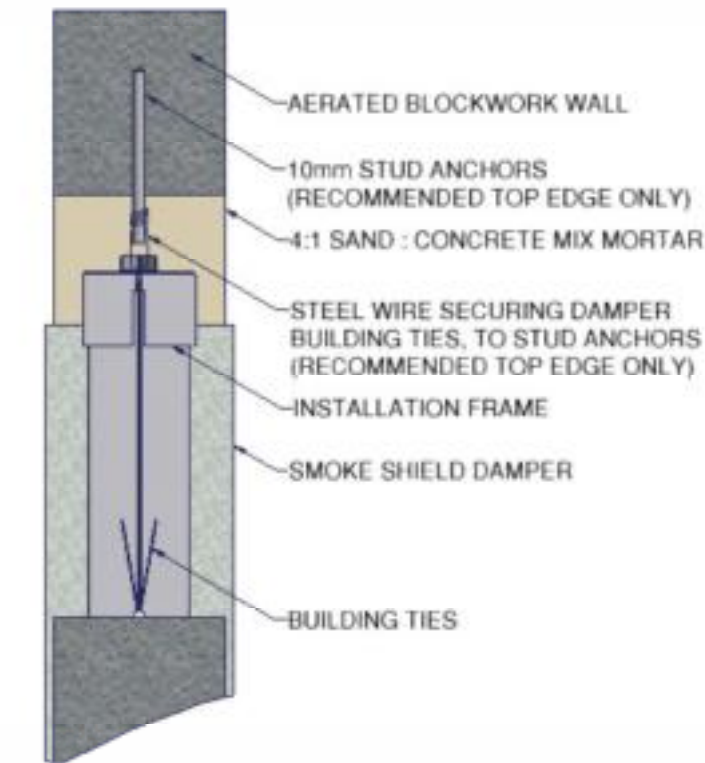 AERATED BLOCKWORK WALL
10mm STUD ANCHORS
(RECOMMENDED TOP EDGE ONLY)
4:1 SAND : CONCRETE MIX MORTAR
STEEL WIRE SECURING DAMPER
BUILDING TIES, TO STUD ANCHORS
(RECOMMENDED TOP EDGE ONLY)
INSTALLATION FRAME
SMOKE SHIELD DAMPER
BUILDING TIES